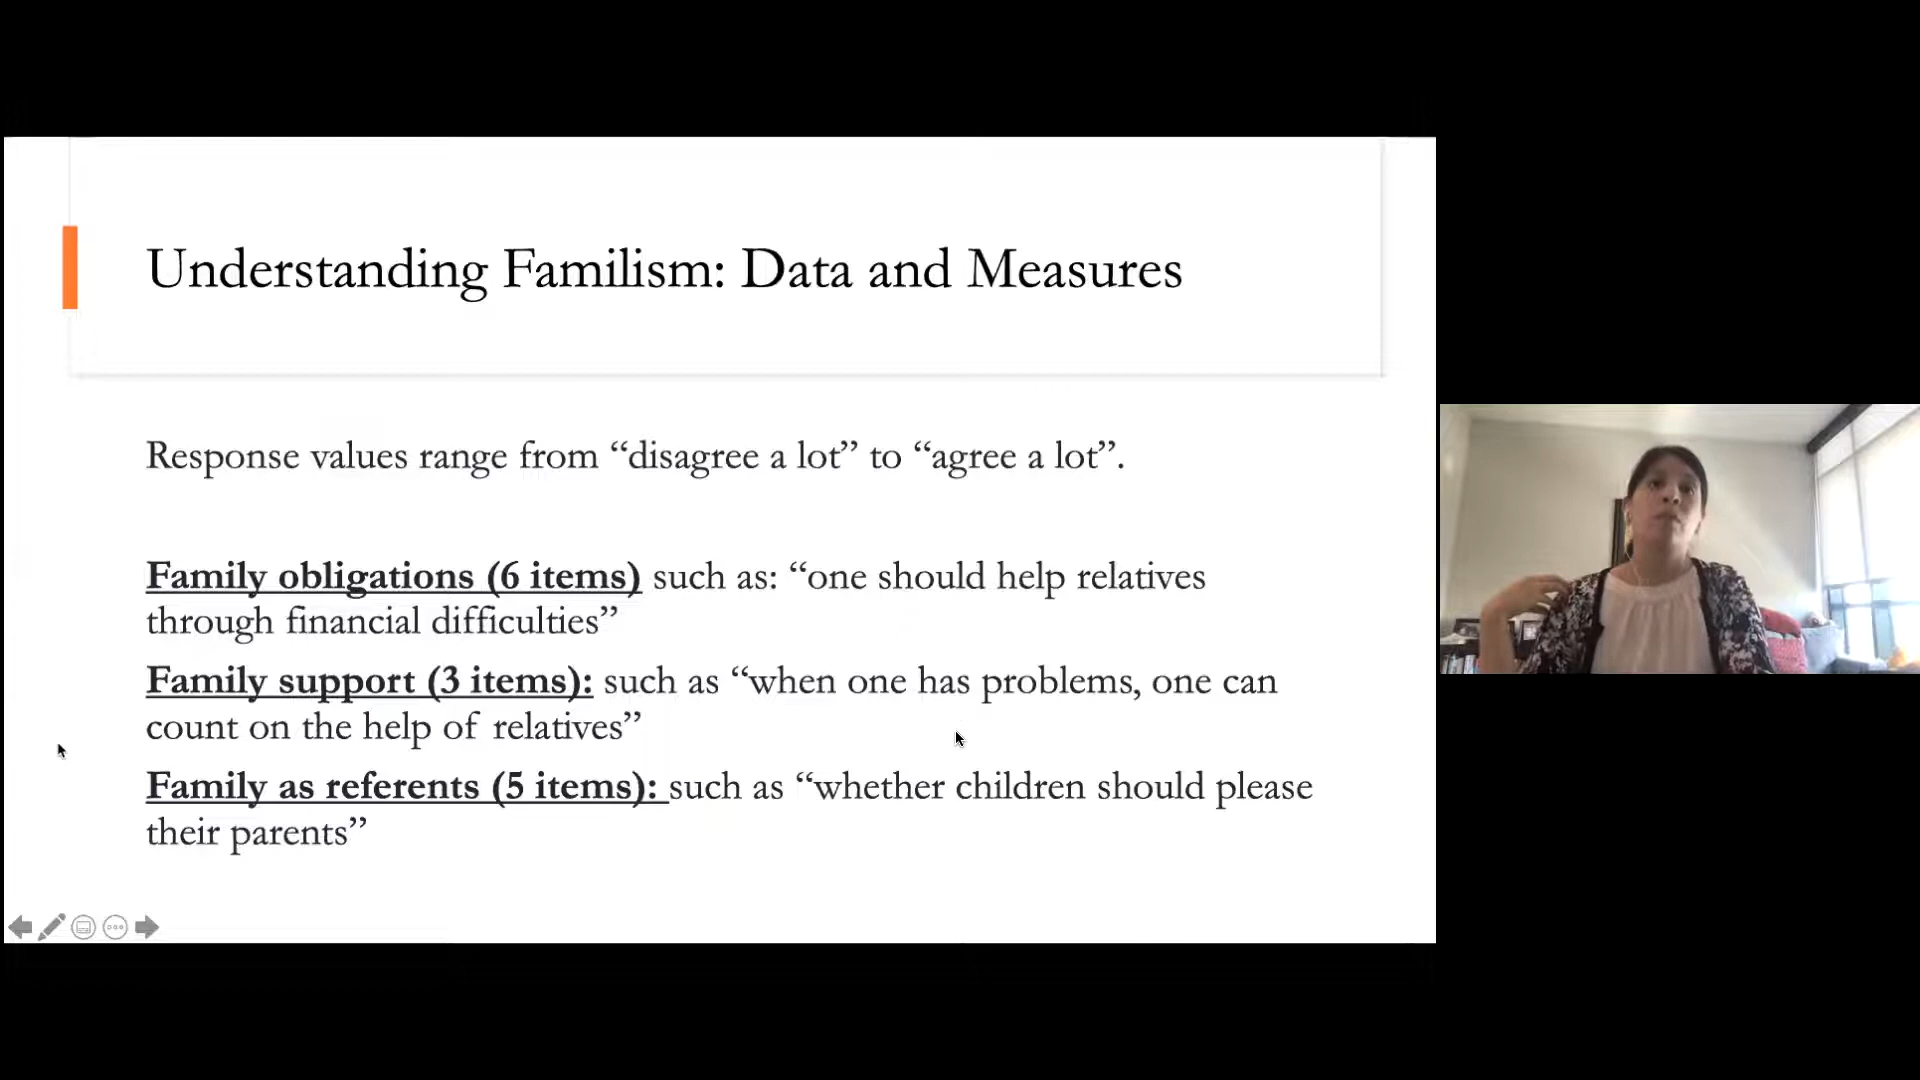 Understanding Familism: Data and Measures
Response values range from “disagree a lot” to “agree a lot”.
Family obligations (6 items) such as: “one should help relatives
through financial difficulties”
Family support (3 items): such as “when one has problems, one can
count on the help of relatives”
Family as referents (5 items): such as “whether children should please
their parents”